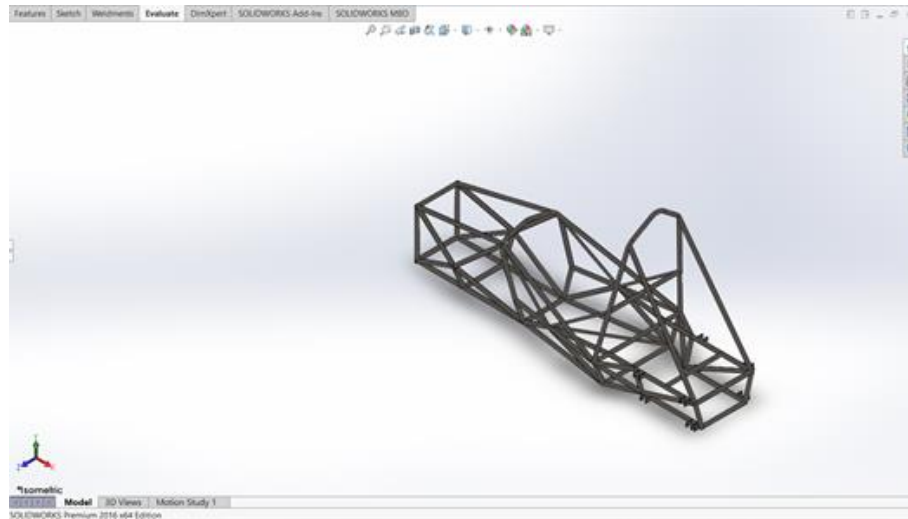 Features Sketch Weldments Evaluate DimXpert SOLIDWORKS Add-Ins SOLIDWORKS MBD
*Isometric
Model 3D Views Motion Study 1
SOLIDWORKS Premium 2016 x64 Edition